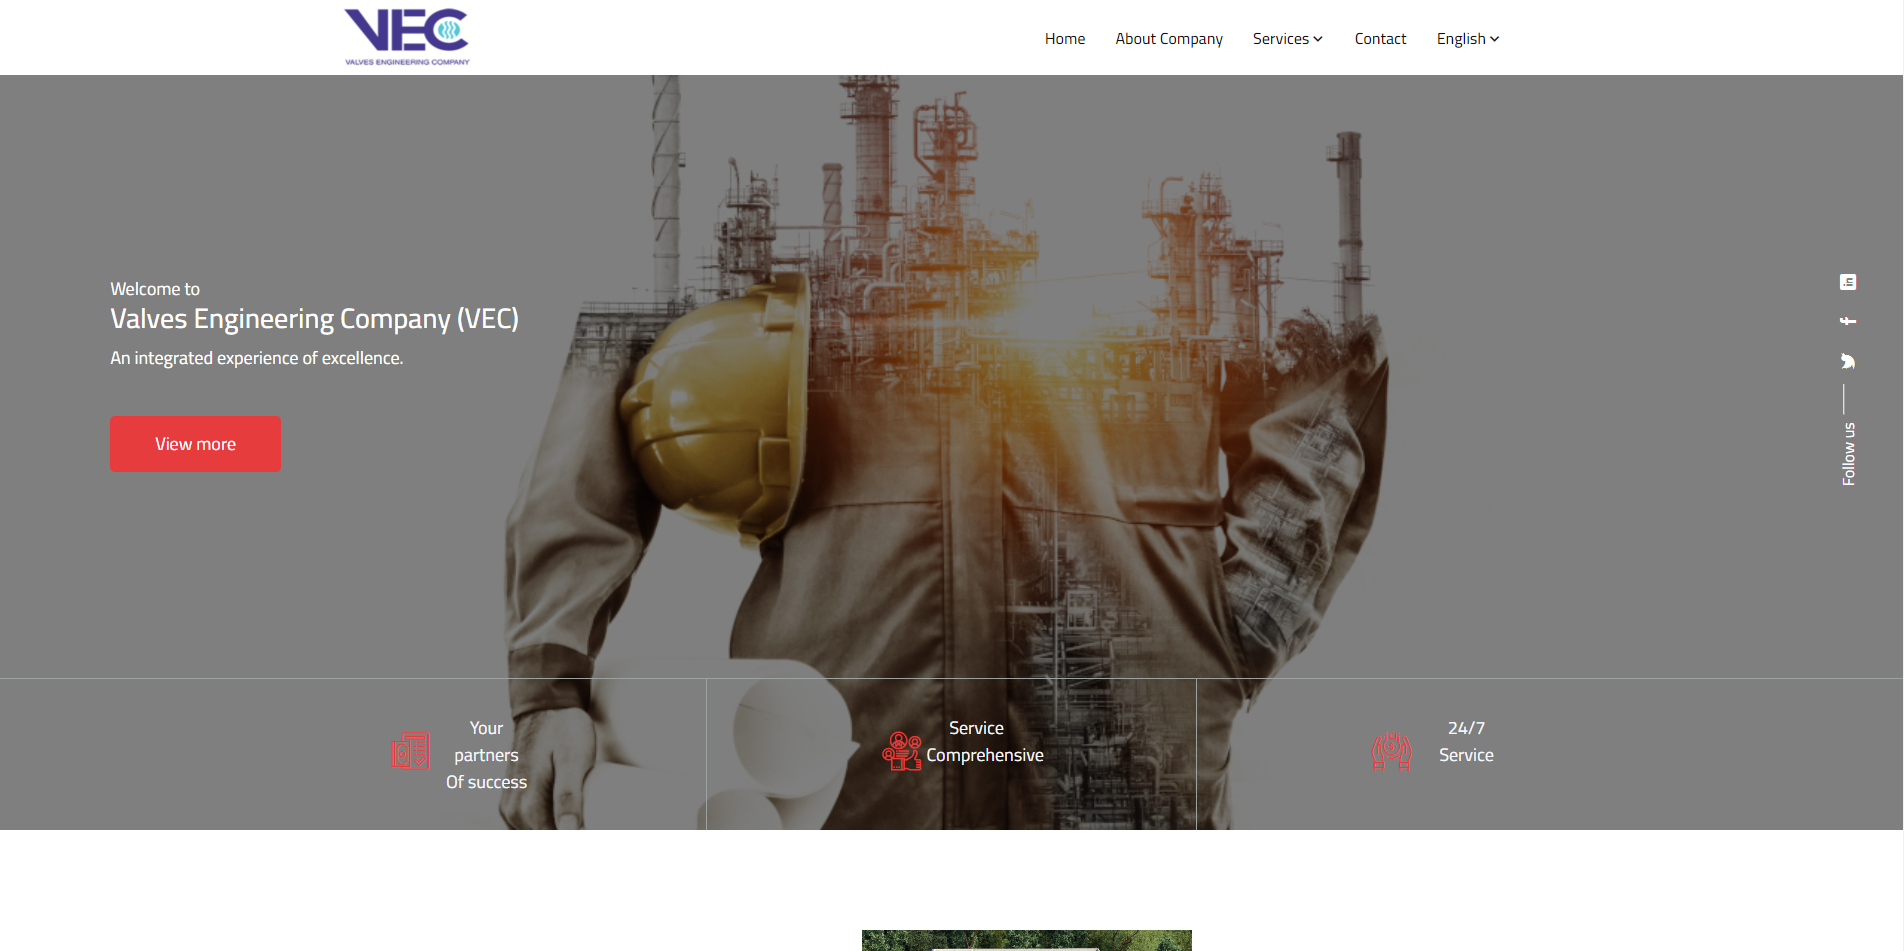 VEC
VALVES ENGINEERING COMPANY
Home
About Company
Services
Contact
English
Welcome to
Valves Engineering Company (VEC)
An integrated experience of excellence.
View more
in
f
Follow us
Your
partners
Of success
Service
Comprehensive
24/7
Service